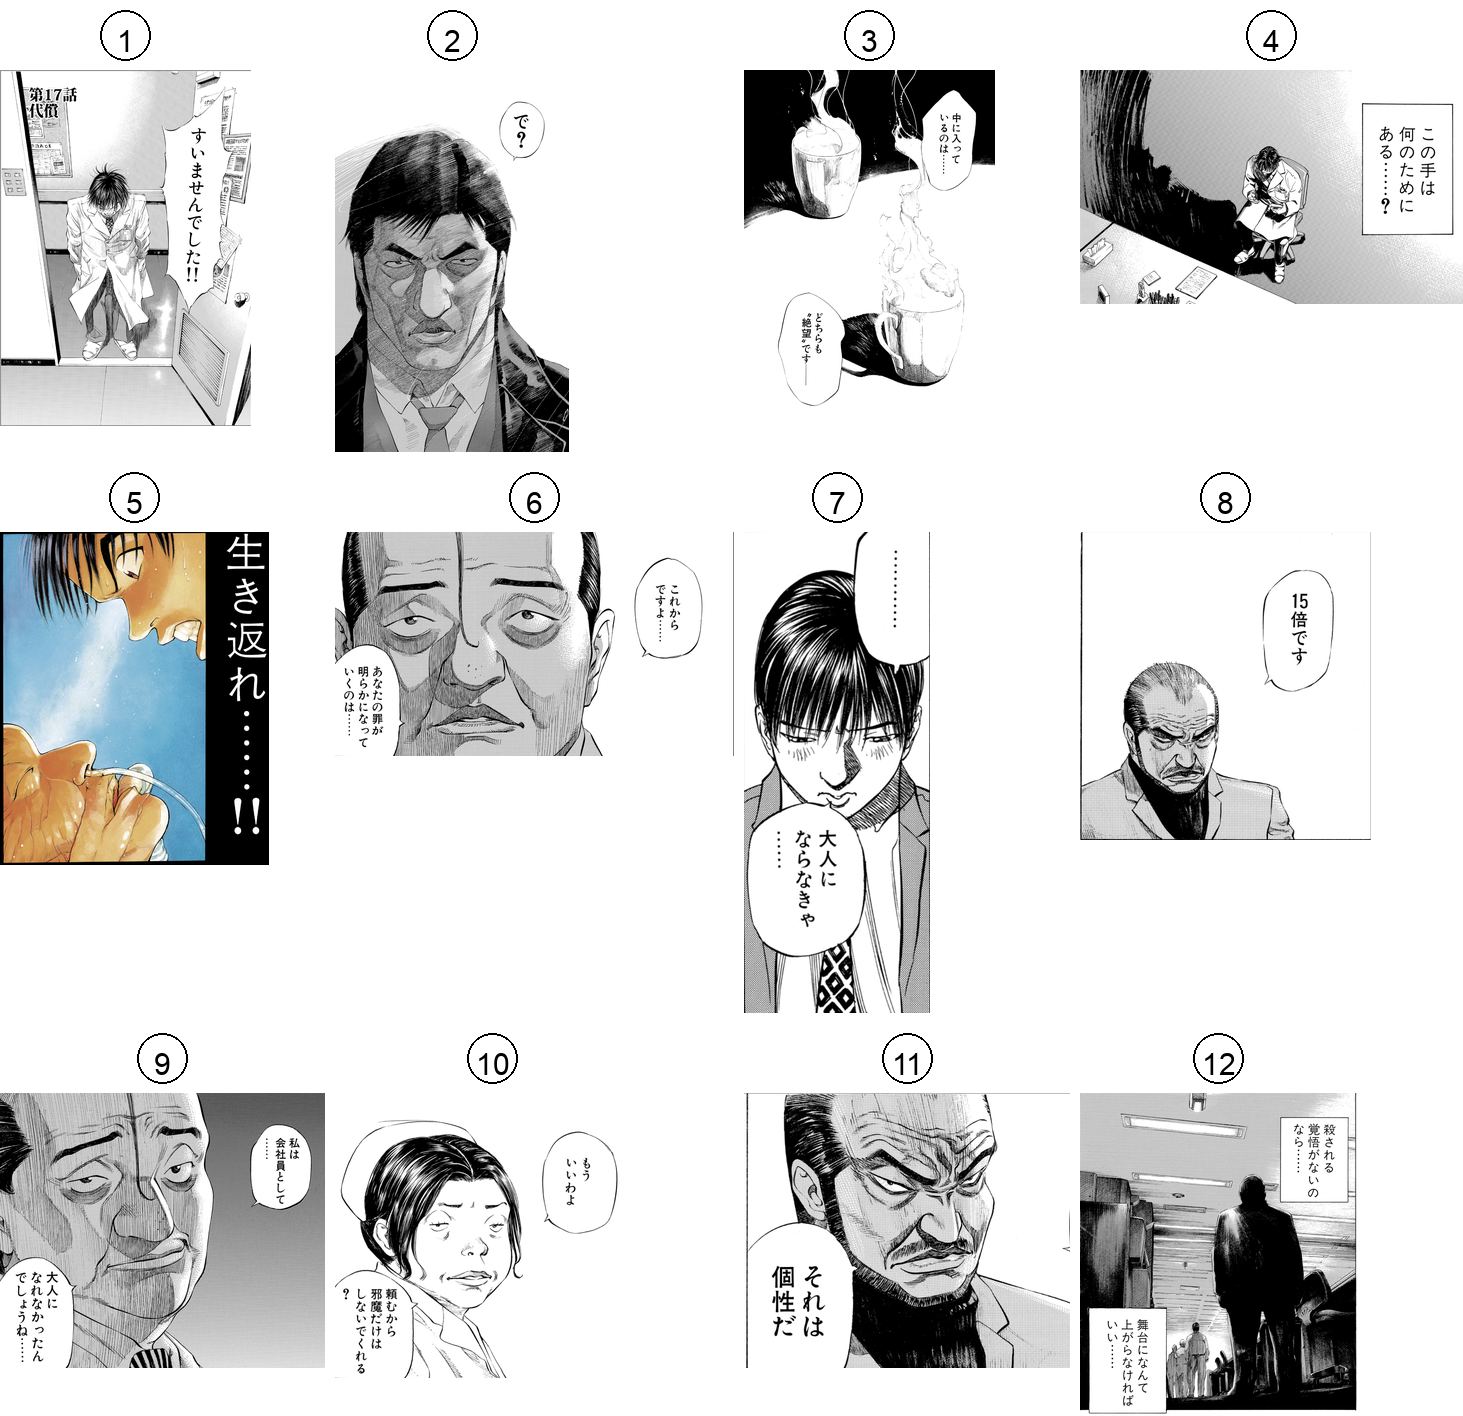 1
第17話
代償
すいませんでした!!
2
で?
3
中に入って
いるのは……
どちらも
“絶望”です──
4
この手は
何のために
ある……?
5
生き返れ……‥!!
6
これから
ですよ……
あなたの罪が
明らかになって
いくのは……
7
…………
大人に
ならなきゃ
……
8
15倍です
9
私は
会社員として
……
大人に
なれなかったん
でしょうね……
10
もう
いいわよ
頼むから
邪魔だけは
しないでくれる
?
11
それは
個性だ
12
殺される
覚悟がないの
なら……
舞台になんて
上がらなければ
いい……